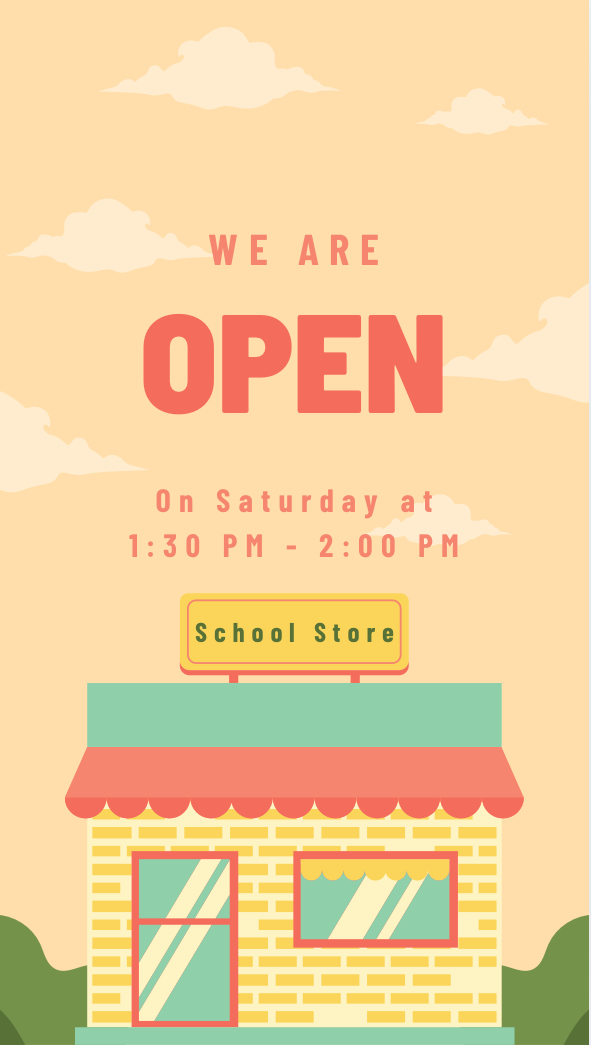 WE ARE
OPEN
On Saturday at
1:30 PM - 2:00 PM
School Store